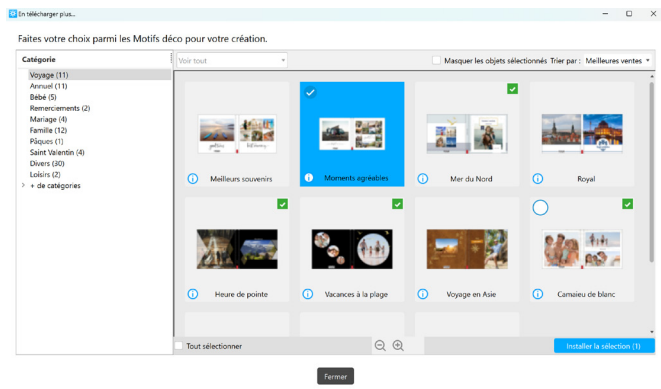 En télécharger plus...
Faites votre choix parmi les Motifs déco pour votre création.
Catégorie
Voir tout
Masquer les objets sélectionnés Trier par : Meilleures ventes
Voyage (11)
Annuel (11)
Bébé (5)
Remerciements (2)
Mariage (4)
Famille (12)
Pâques (1)
Saint Valentin (4)
Divers (30)
Loisirs (2)
+ de catégories
Meilleurs souvenirs
Moments agréables
Mer du Nord
Royal
Heure de pointe
Vacances à la plage
Voyage en Asie
Camaieu de blanc
Tout sélectionner
Installer la sélection (1)
Fermer